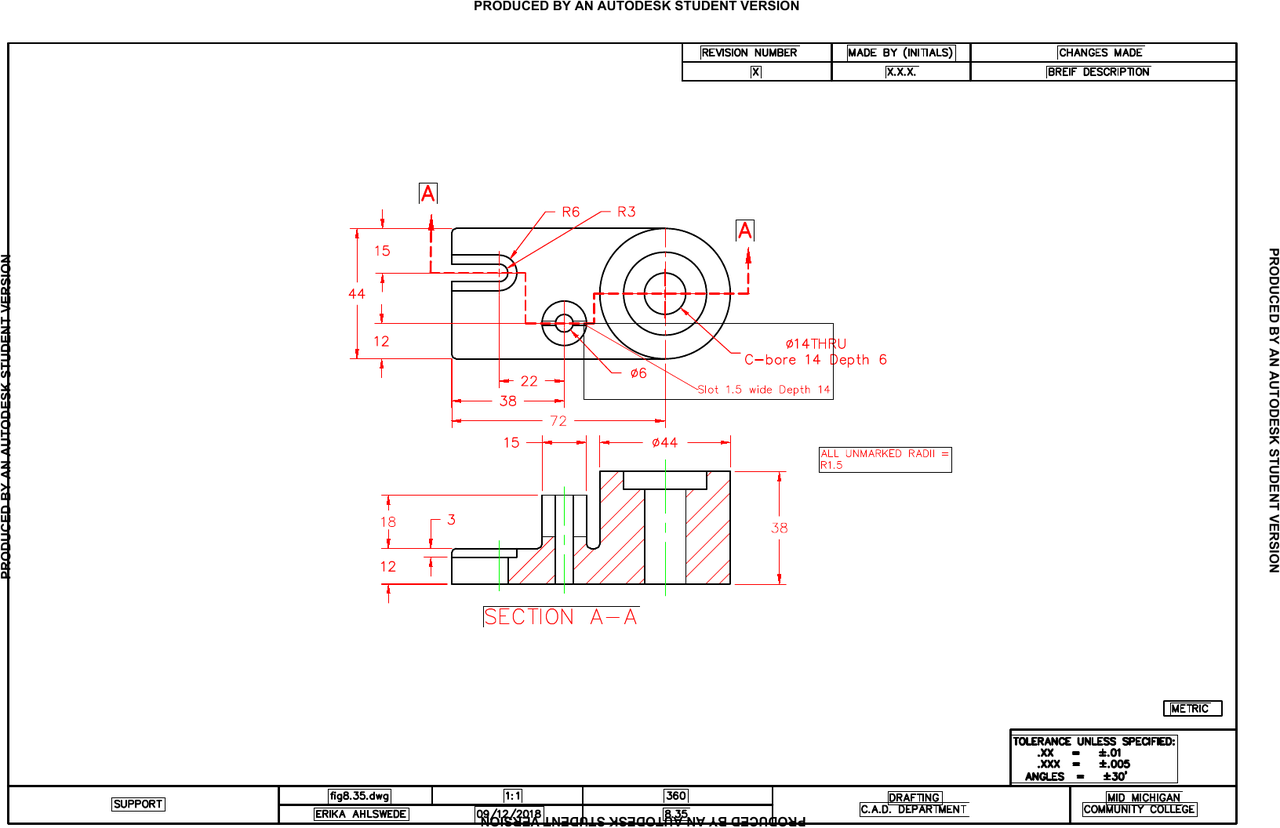 PRODUCED BY AN AUTODESK STUDENT VERSION
REVISION NUMBER
MADE BY (INITIALS)
CHANGES MADE
X
X.X.X.
BREIF DESCRIPTION
A
R6
R3
A
15
44
12
Ø14THRU
C-bore 14 Depth 6
Ø6
22
Slot 1.5 wide Depth 14
38
72
15
Ø44
ALL UNMARKED RADII =
R1.5
18
3
38
12
SECTION A-A
PRODUCED BY AN AUTODESK STUDENT VERSION
PRODUCED BY AN AUTODESK STUDENT VERSION
METRIC
TOLERANCE UNLESS SPECIFIED:
.XX = ±.01
.XXX = ±.005
ANGLES = ±30'
SUPPORT
fig8.35.dwg
1:1
360
DRAFTING
C.A.D. DEPARTMENT
MID MICHIGAN
COMMUNITY COLLEGE
ERIKA AHLSWEDE
09/12/2018
8.35
PRODUCED BY AN AUTODESK STUDENT VERSION